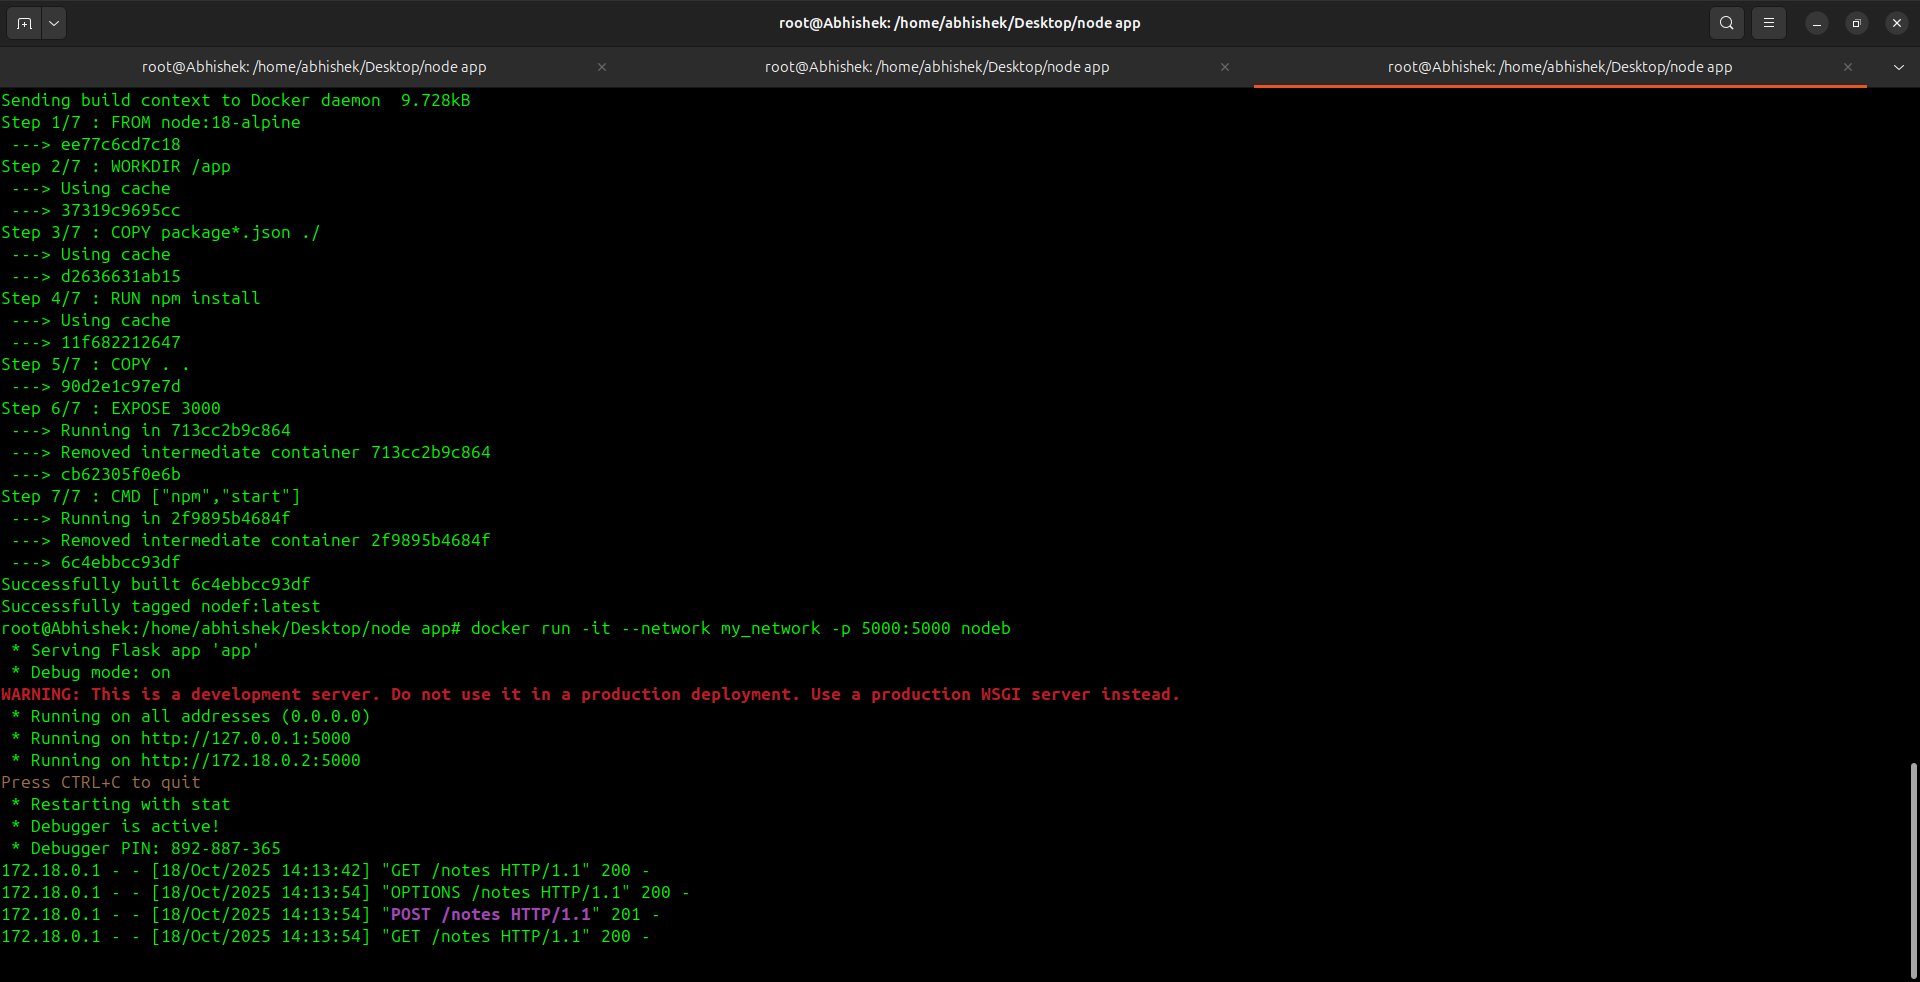 root@Abhishek: /home/abhishek/Desktop/node app
root@Abhishek: /home/abhishek/Desktop/node app
root@Abhishek: /home/abhishek/Desktop/node app
root@Abhishek: /home/abhishek/Desktop/node app
Sending build context to Docker daemon  9.728kB
Step 1/7 : FROM node:18-alpine
 ---> ee77c6cd7c18
Step 2/7 : WORKDIR /app
 ---> Using cache
 ---> 37319c9695cc
Step 3/7 : COPY package*.json ./
 ---> Using cache
 ---> d2636631ab15
Step 4/7 : RUN npm install
 ---> Using cache
 ---> 11f682212647
Step 5/7 : COPY . .
 ---> 90d2e1c97e7d
Step 6/7 : EXPOSE 3000
 ---> Running in 713cc2b9c864
 ---> Removed intermediate container 713cc2b9c864
 ---> cb62305f0e6b
Step 7/7 : CMD ["npm","start"]
 ---> Running in 2f9895b4684f
 ---> Removed intermediate container 2f9895b4684f
 ---> 6c4ebbcc93df
Successfully built 6c4ebbcc93df
Successfully tagged nodef:latest
root@Abhishek:/home/abhishek/Desktop/node app# docker run -it --network my_network -p 5000:5000 nodeb
 * Serving Flask app 'app'
 * Debug mode: on
WARNING: This is a development server. Do not use it in a production deployment. Use a production WSGI server instead.
 * Running on all addresses (0.0.0.0)
 * Running on http://127.0.0.1:5000
 * Running on http://172.18.0.2:5000
Press CTRL+C to quit
 * Restarting with stat
 * Debugger is active!
 * Debugger PIN: 892-887-365
172.18.0.1 - - [18/Oct/2025 14:13:42] "GET /notes HTTP/1.1" 200 -
172.18.0.1 - - [18/Oct/2025 14:13:54] "OPTIONS /notes HTTP/1.1" 200 -
172.18.0.1 - - [18/Oct/2025 14:13:54] "POST /notes HTTP/1.1" 201 -
172.18.0.1 - - [18/Oct/2025 14:13:54] "GET /notes HTTP/1.1" 200 -